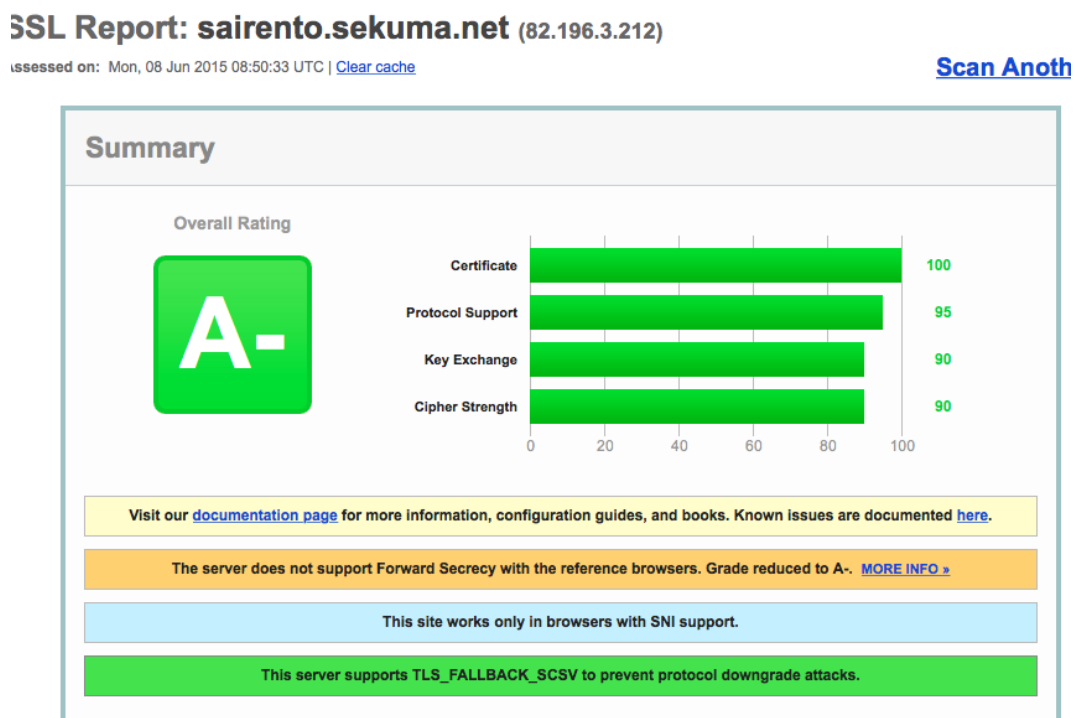 SSL Report: sairento.sekuma.net (82.196.3.212)
Assessed on: Mon, 08 Jun 2015 08:50:33 UTC | Clear cache
Scan Anoth
Summary
Overall Rating
A-
Certificate 100
Protocol Support 95
Key Exchange 90
Cipher Strength 90
0 20 40 60 80 100
Visit our documentation page for more information, configuration guides, and books. Known issues are documented here.
The server does not support Forward Secrecy with the reference browsers. Grade reduced to A-. MORE INFO »
This site works only in browsers with SNI support.
This server supports TLS_FALLBACK_SCSV to prevent protocol downgrade attacks.